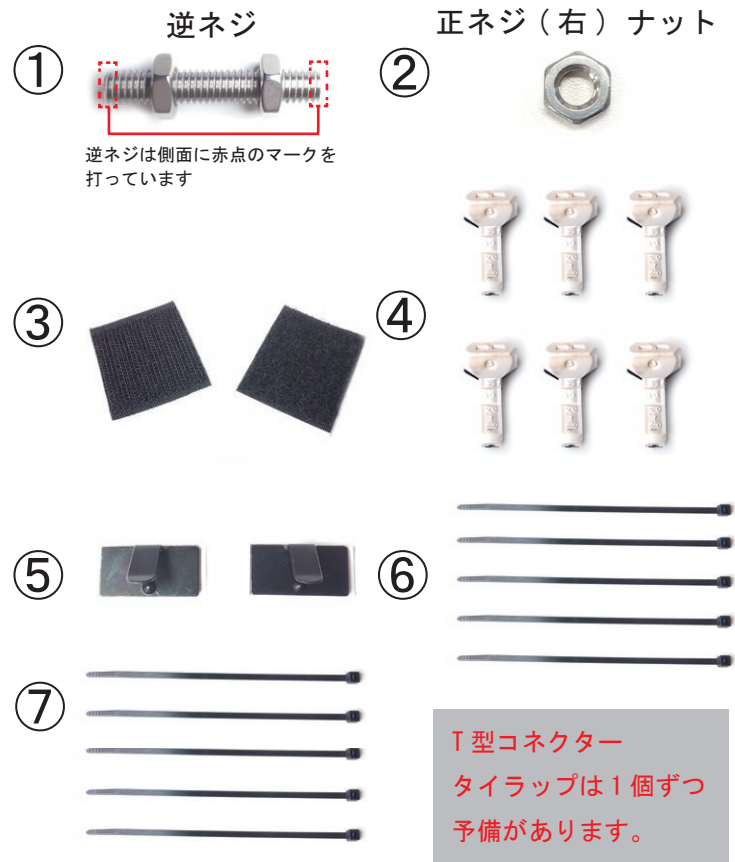 逆ネジ
正ネジ(右)ナット
①
②
逆ネジは側面に赤点のマークを
打っています
③
④
⑤
⑥
⑦
T型コネクター
タイラップは1個ずつ
予備があります。